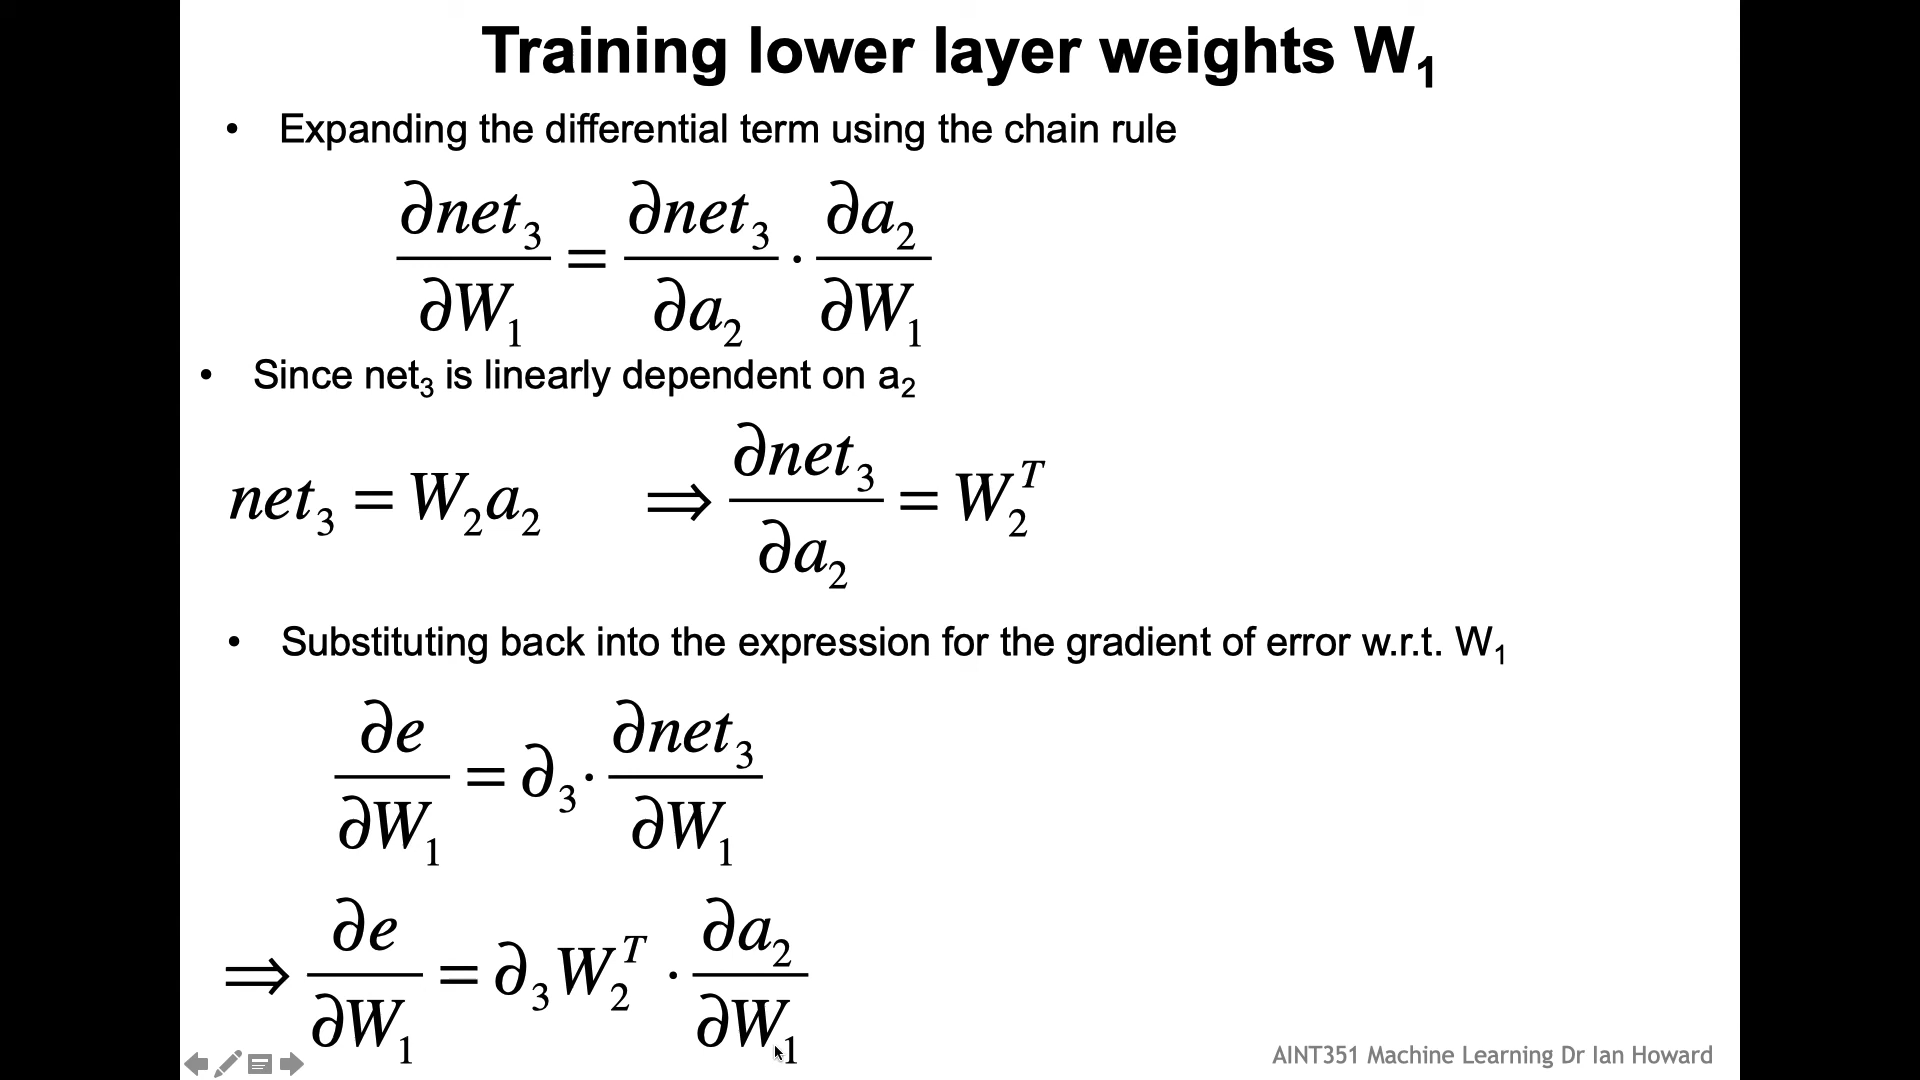 Training lower layer weights W₁
• Expanding the differential term using the chain rule
∂net₃/∂W₁ = ∂net₃/∂a₂ · ∂a₂/∂W₁
• Since net₃ is linearly dependent on a₂
net₃ = W₂a₂ ⇒ ∂net₃/∂a₂ = W₂ᵀ
• Substituting back into the expression for the gradient of error w.r.t. W₁
∂e/∂W₁ = ∂₃ · ∂net₃/∂W₁
⇒ ∂e/∂W₁ = ∂₃W₂ᵀ · ∂a₂/∂W₁
AINT351 Machine Learning Dr Ian Howard